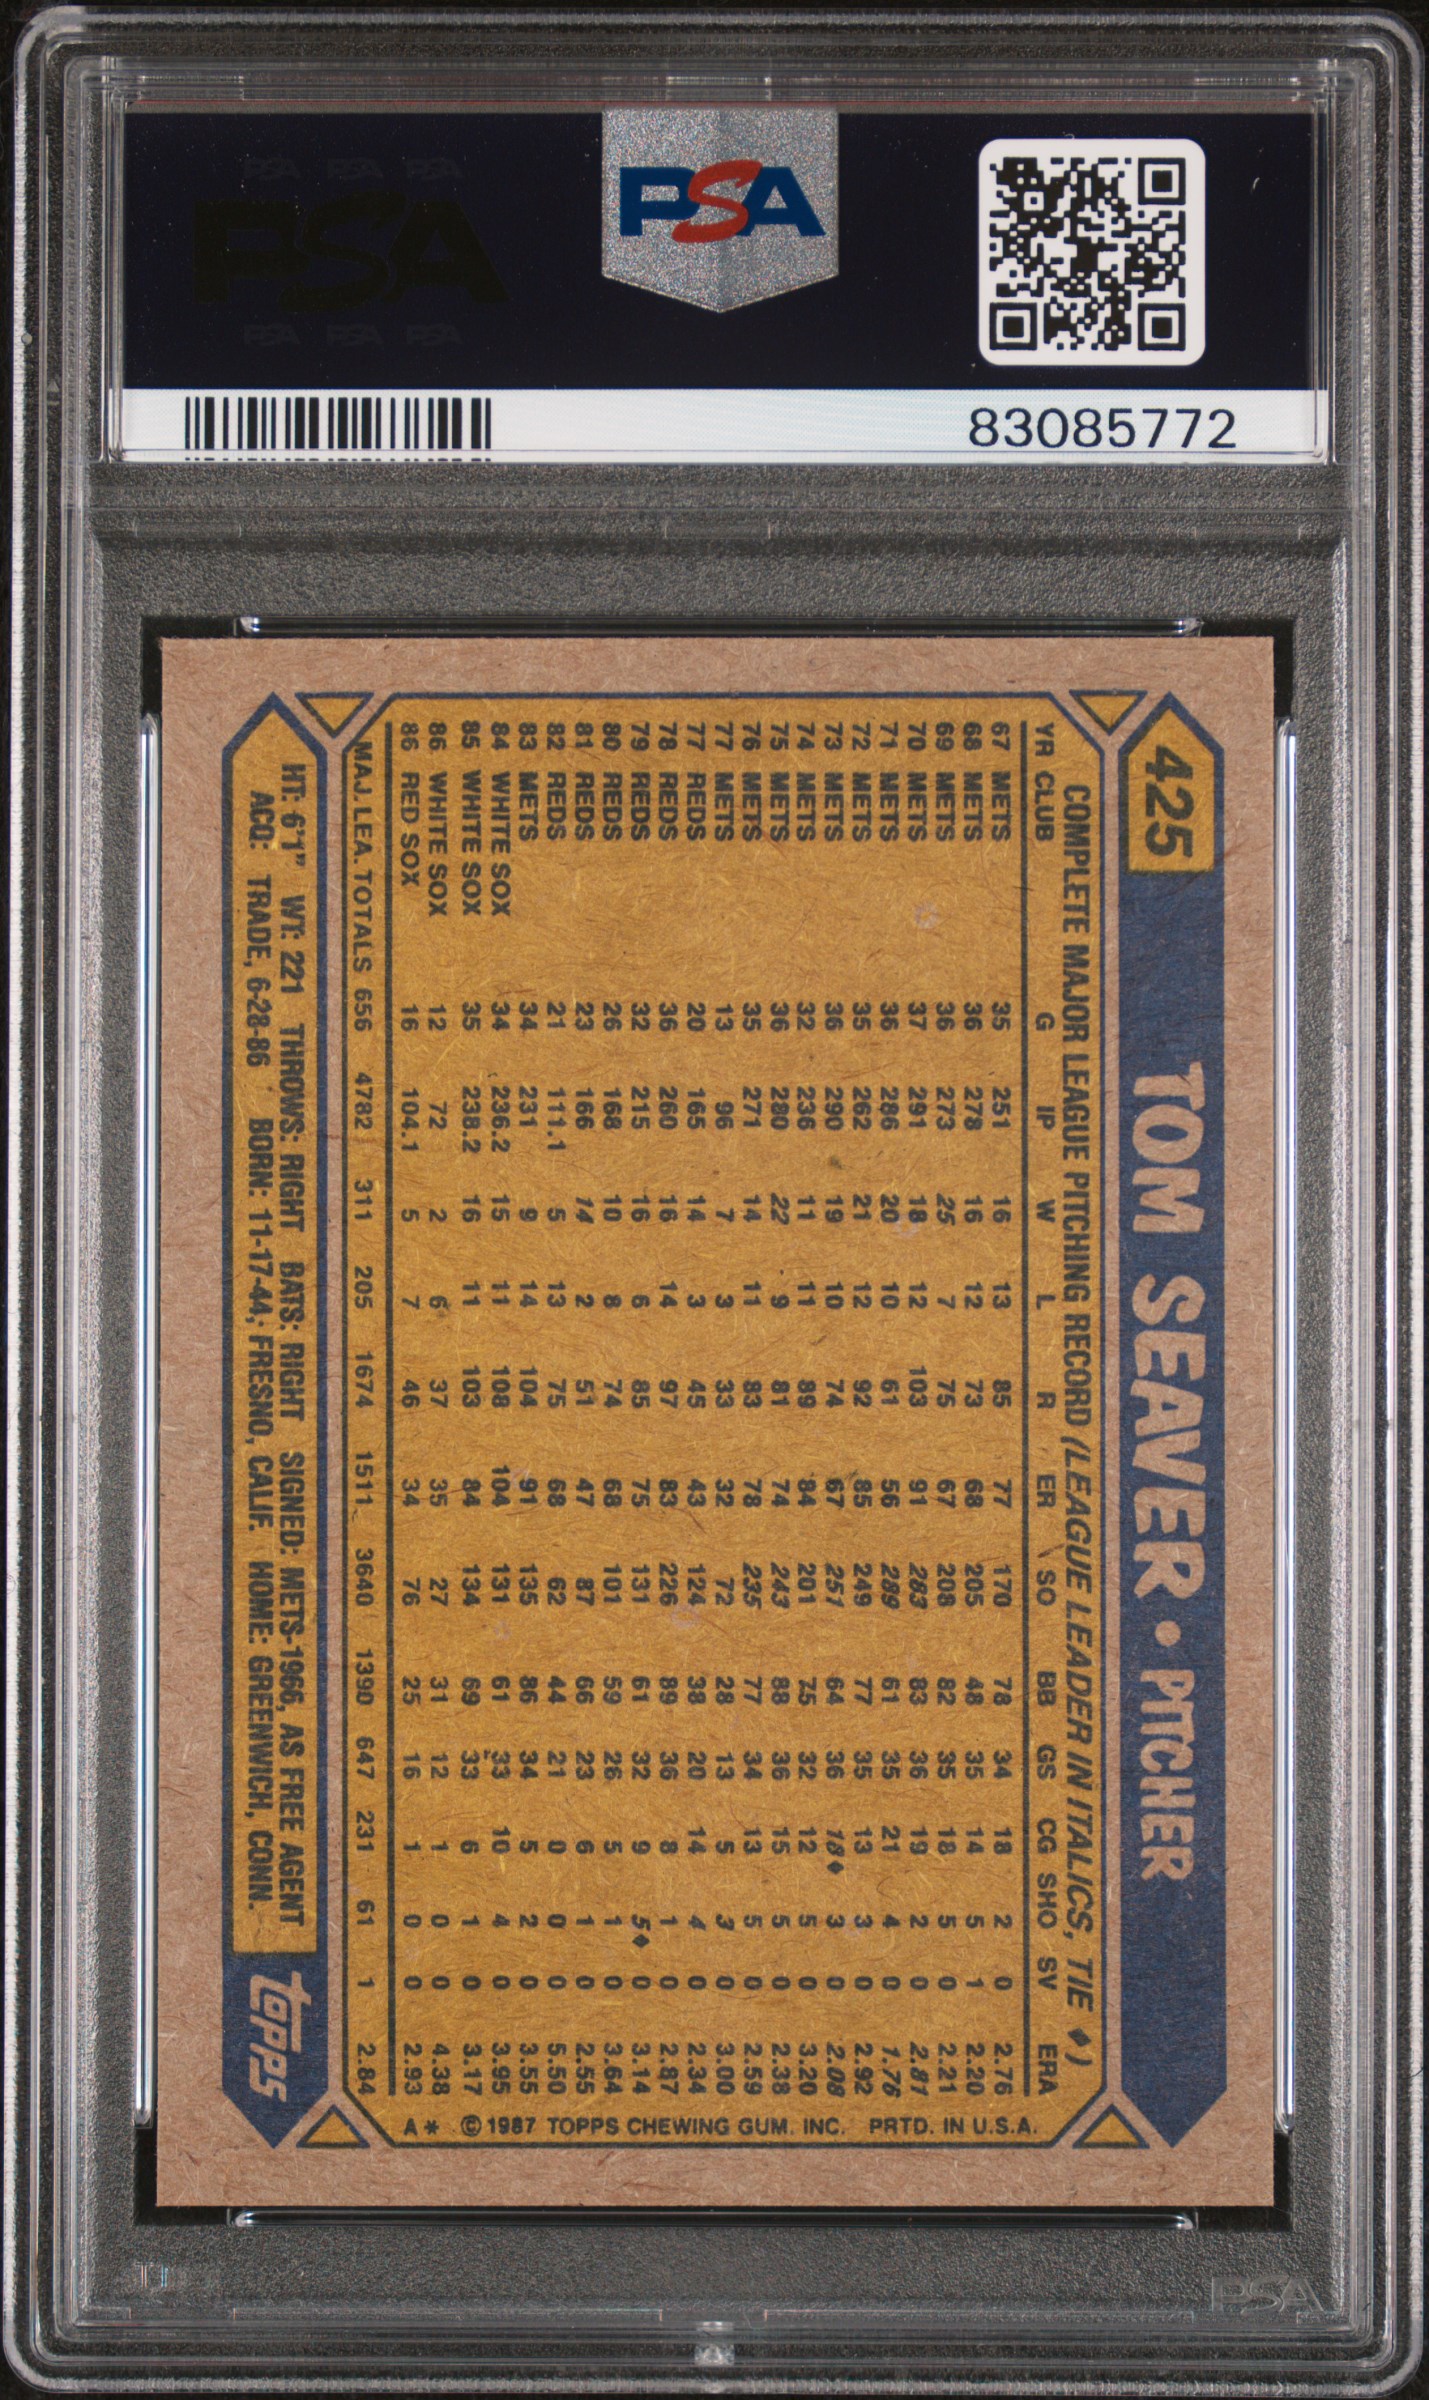 PSA PSA PSA
PSA
PSA PSA PSA
PSA
83085772
425 TOM SEAVER • PITCHER
COMPLETE MAJOR LEAGUE PITCHING RECORD (LEAGUE LEADER IN ITALICS, TIE ♦)
YR CLUB G IP W L R ER SO BB GS CG SHO SV ERA
67 METS 35 251 16 13 85 77 170 78 34 18 2 0 2.76
68 METS 36 278 16 12 73 68 205 48 35 14 5 1 2.20
69 METS 36 273 25 7 75 67 208 82 35 18 5 0 2.21
70 METS 37 291 18 12 103 91 283 83 36 19 2 0 2.81
71 METS 36 286 20 10 61 56 289 61 35 21 4 0 1.76
72 METS 35 262 21 12 92 85 249 77 35 13 3 0 2.92
73 METS 36 290 19 10 74 67 251 64 36 18♦ 3 0 2.08
74 METS 32 236 11 11 89 84 201 75 32 12 5 0 3.20
75 METS 36 280 22 9 81 74 243 88 36 15 5 0 2.38
76 METS 35 271 14 11 83 78 235 77 34 13 5 0 2.59
77 METS 13 96 7 3 33 32 72 28 13 5 3 0 3.00
77 REDS 20 165 14 3 45 43 124 38 20 14 4 0 2.34
78 REDS 36 260 16 14 97 83 226 89 36 8 1 0 2.87
79 REDS 32 215 16 6 85 75 131 61 32 9 5♦ 0 3.14
80 REDS 26 168 10 8 74 68 101 59 26 5 1 0 3.64
81 REDS 23 166 14 2 51 47 87 66 23 6 1 0 2.55
82 REDS 21 111.1 5 13 75 68 62 44 21 0 0 0 5.50
83 METS 34 231 9 14 104 91 135 86 34 5 2 0 3.55
84 WHITE SOX 34 236.2 15 11 108 104 131 61 33 10 4 0 3.95
85 WHITE SOX 35 238.2 16 11 103 84 134 69 33 6 1 0 3.17
86 WHITE SOX 12 72 2 6 37 35 27 31 12 1 0 0 4.38
86 RED SOX 16 104.1 5 7 46 34 76 25 16 1 0 0 2.93
MAJ. LEA. TOTALS 656 4782 311 205 1674 1511 3640 1390 647 231 61 1 2.84
A* © 1987 TOPPS CHEWING GUM. INC. PRTD. IN U.S.A.
HT: 6'1" WT: 221 THROWS: RIGHT BATS: RIGHT SIGNED: METS-1966, AS FREE AGENT
ACQ: TRADE, 6-28-86 BORN: 11-17-44, FRESNO, CALIF. HOME: GREENWICH, CONN.
topps
PSA